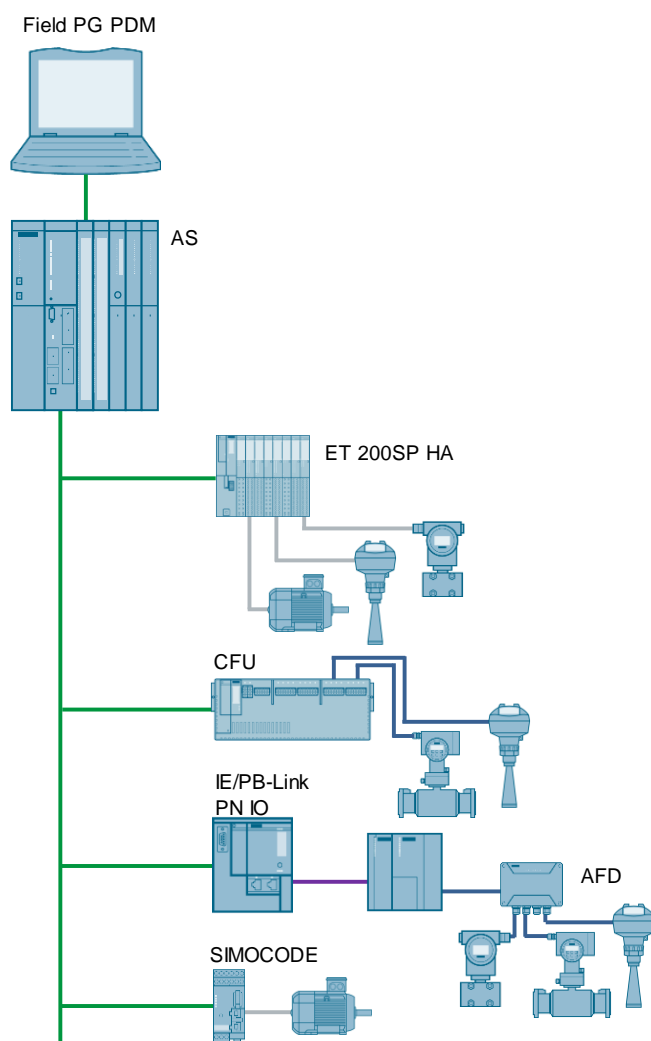 Field PG PDM
AS
ET 200SP HA
CFU
IE/PB-Link
PN IO
AFD
SIMOCODE